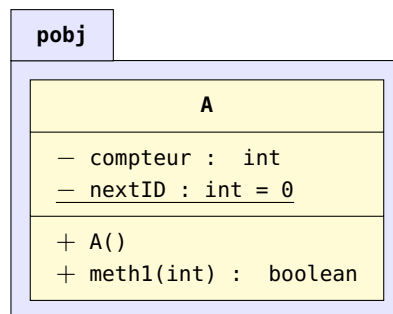 pobj
A
− compteur : int
− nextID : int = 0
+ A()
+ meth1(int) : boolean